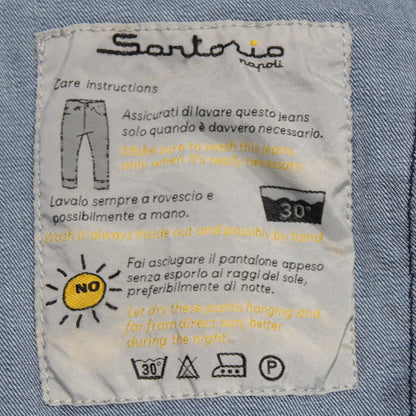 Sartorio
napoli
Care instructions
Assicurati di lavare questo jeans
solo quando è davvero necessario.
Make sure to wash this jeans
only when it's really necessary.
Lavalo sempre a rovescio e
possibilmente a mano.
30°
Wash it always inside out and possibly by hand.
NO
Fai asciugare il pantalone appeso
senza esporlo ai raggi del sole,
preferibilmente di notte.
Let dry these pants hanging and
far from direct sun, better
during the night.
30° P